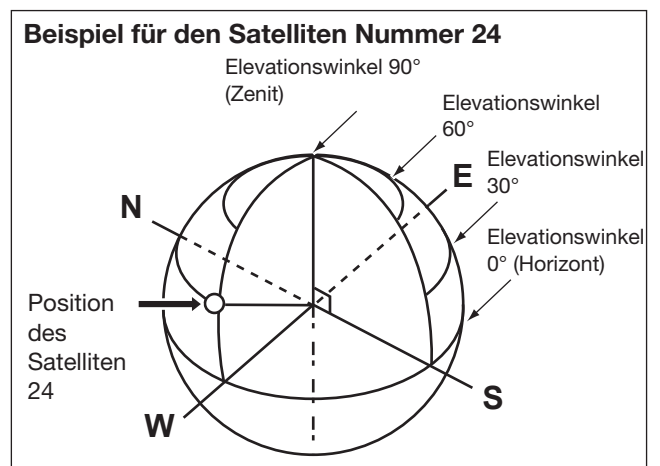 Beispiel für den Satelliten Nummer 24
Elevationswinkel 90°
(Zenit)
Elevationswinkel
60°
Elevationswinkel
30°
E
N
Elevationswinkel
0° (Horizont)
Position
des
Satelliten
24
S
W